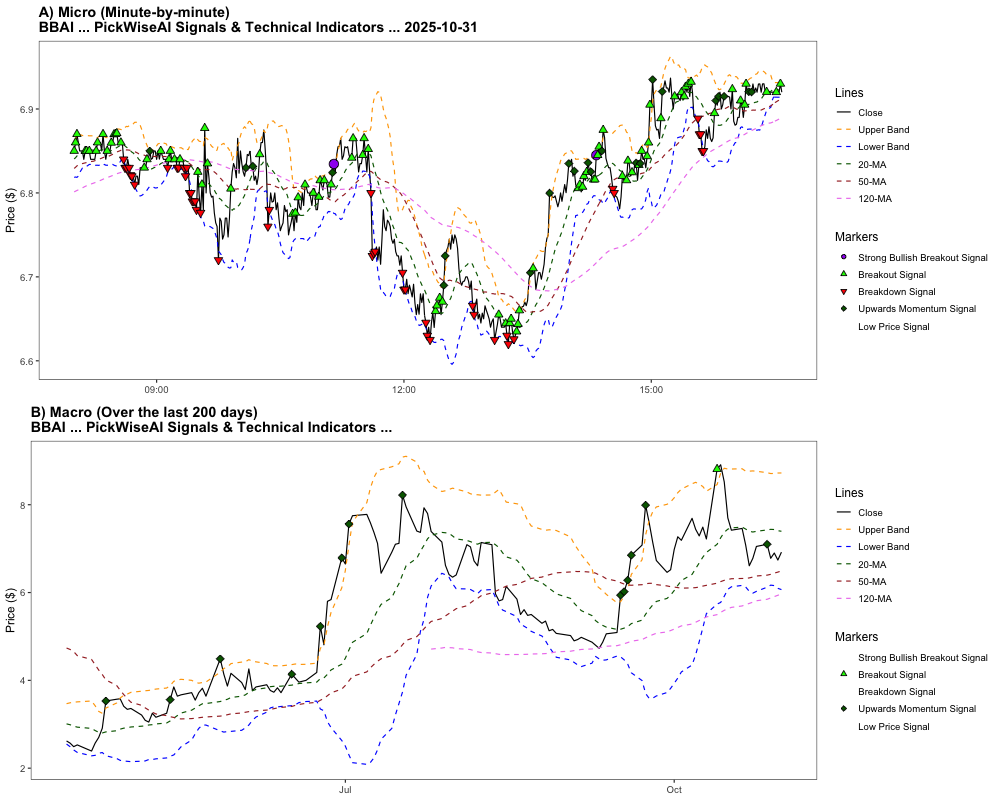 A) Micro (Minute-by-minute)
BBAI ... PickWiseAI Signals & Technical Indicators ... 2025-10-31
Price ($)
6.9
6.8
6.7
6.6
09:00
12:00
15:00
Lines
Close
Upper Band
Lower Band
20-MA
50-MA
120-MA
Markers
Strong Bullish Breakout Signal
Breakout Signal
Breakdown Signal
Upwards Momentum Signal
Low Price Signal
B) Macro (Over the last 200 days)
BBAI ... PickWiseAI Signals & Technical Indicators ...
Price ($)
8
6
4
2
Jul
Oct
Lines
Close
Upper Band
Lower Band
20-MA
50-MA
120-MA
Markers
Strong Bullish Breakout Signal
Breakout Signal
Breakdown Signal
Upwards Momentum Signal
Low Price Signal